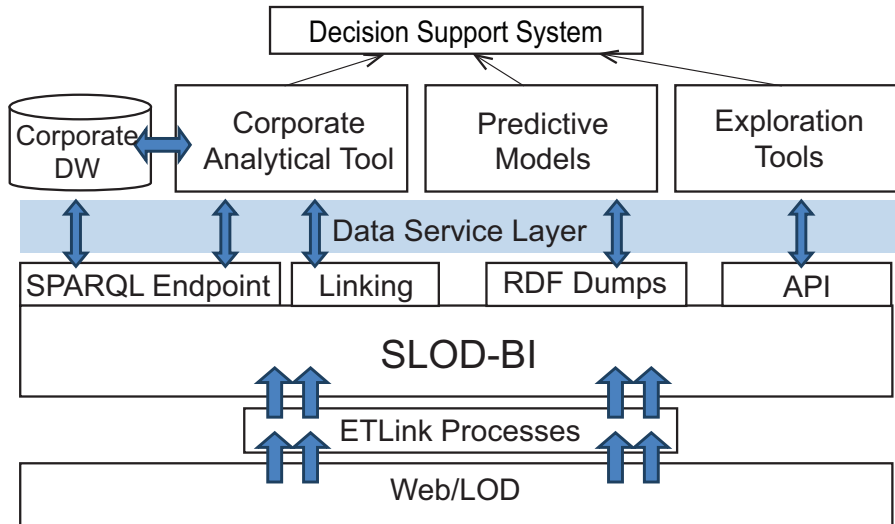 Decision Support System
Corporate
DW
Corporate
Analytical Tool
Predictive
Models
Exploration
Tools
Data Service Layer
SPARQL Endpoint
Linking
RDF Dumps
API
SLOD-BI
ETLink Processes
Web/LOD